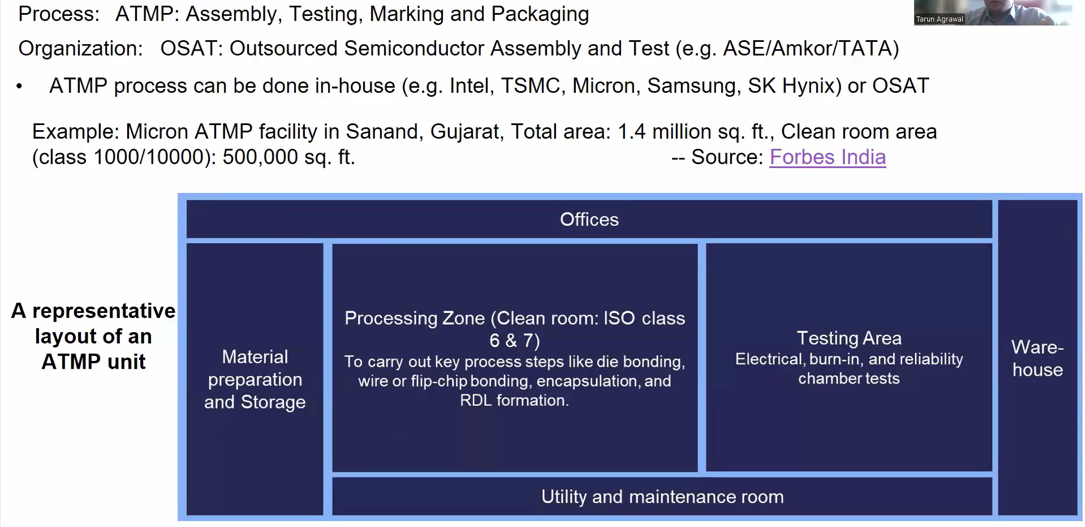 Process: ATMP: Assembly, Testing, Marking and Packaging
Tarun Agrawal
Organization: OSAT: Outsourced Semiconductor Assembly and Test (e.g. ASE/Amkor/TATA)
• ATMP process can be done in-house (e.g. Intel, TSMC, Micron, Samsung, SK Hynix) or OSAT
Example: Micron ATMP facility in Sanand, Gujarat, Total area: 1.4 million sq. ft., Clean room area
(class 1000/10000): 500,000 sq. ft. -- Source: Forbes India
A representative
layout of an
ATMP unit
Offices
Material
preparation
and Storage
Processing Zone (Clean room: ISO class
6 & 7)
To carry out key process steps like die bonding,
wire or flip-chip bonding, encapsulation, and
RDL formation.
Testing Area
Electrical, burn-in, and reliability
chamber tests
Ware-
house
Utility and maintenance room